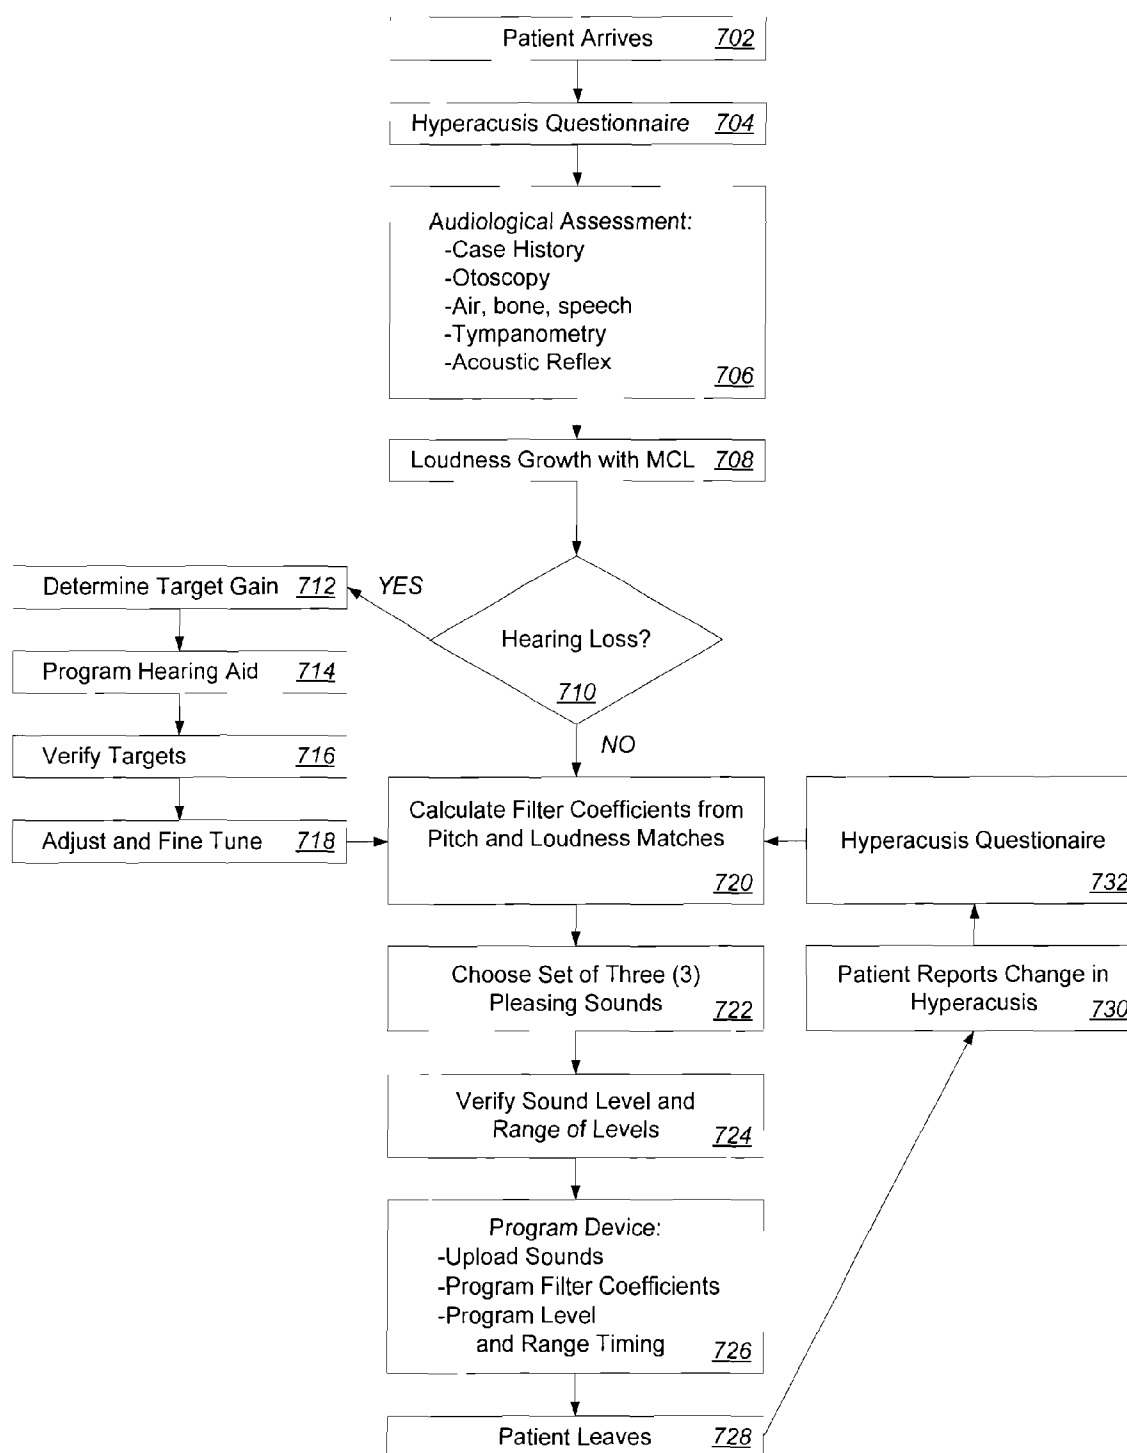 Patient Arrives 702
Hyperacusis Questionnaire 704
Audiological Assessment:
-Case History
-Otoscopy
-Air, bone, speech
-Tympanometry
-Acoustic Reflex
706
Loudness Growth with MCL 708
Hearing Loss?
710
YES
NO
Determine Target Gain 712
Program Hearing Aid 714
Verify Targets 716
Adjust and Fine Tune 718
Calculate Filter Coefficients from
Pitch and Loudness Matches
720
Choose Set of Three (3)
Pleasing Sounds 722
Verify Sound Level and
Range of Levels 724
Program Device:
-Upload Sounds
-Program Filter Coefficients
-Program Level
and Range Timing 726
Patient Leaves 728
Patient Reports Change in
Hyperacusis 730
Hyperacusis Questionaire
732